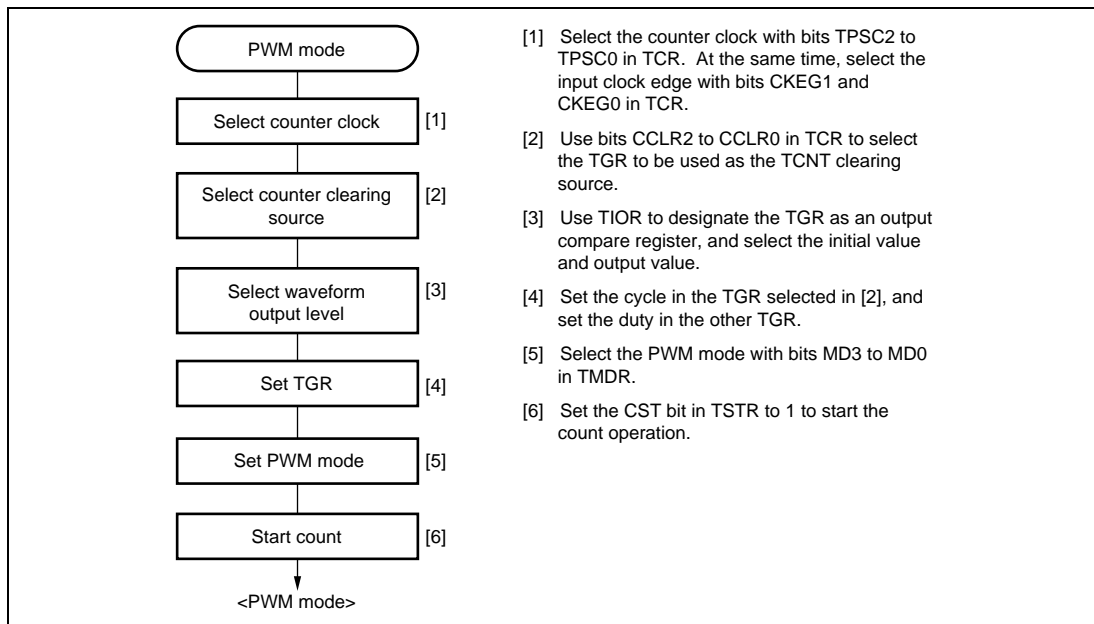 PWM mode
Select counter clock
[1]
Select counter clearing
source
[2]
Select waveform
output level
[3]
Set TGR
[4]
Set PWM mode
[5]
Start count
[6]
<PWM mode>
[1] Select the counter clock with bits TPSC2 to
TPSC0 in TCR. At the same time, select the
input clock edge with bits CKEG1 and
CKEG0 in TCR.
[2] Use bits CCLR2 to CCLR0 in TCR to select
the TGR to be used as the TCNT clearing
source.
[3] Use TIOR to designate the TGR as an output
compare register, and select the initial value
and output value.
[4] Set the cycle in the TGR selected in [2], and
set the duty in the other TGR.
[5] Select the PWM mode with bits MD3 to MD0
in TMDR.
[6] Set the CST bit in TSTR to 1 to start the
count operation.